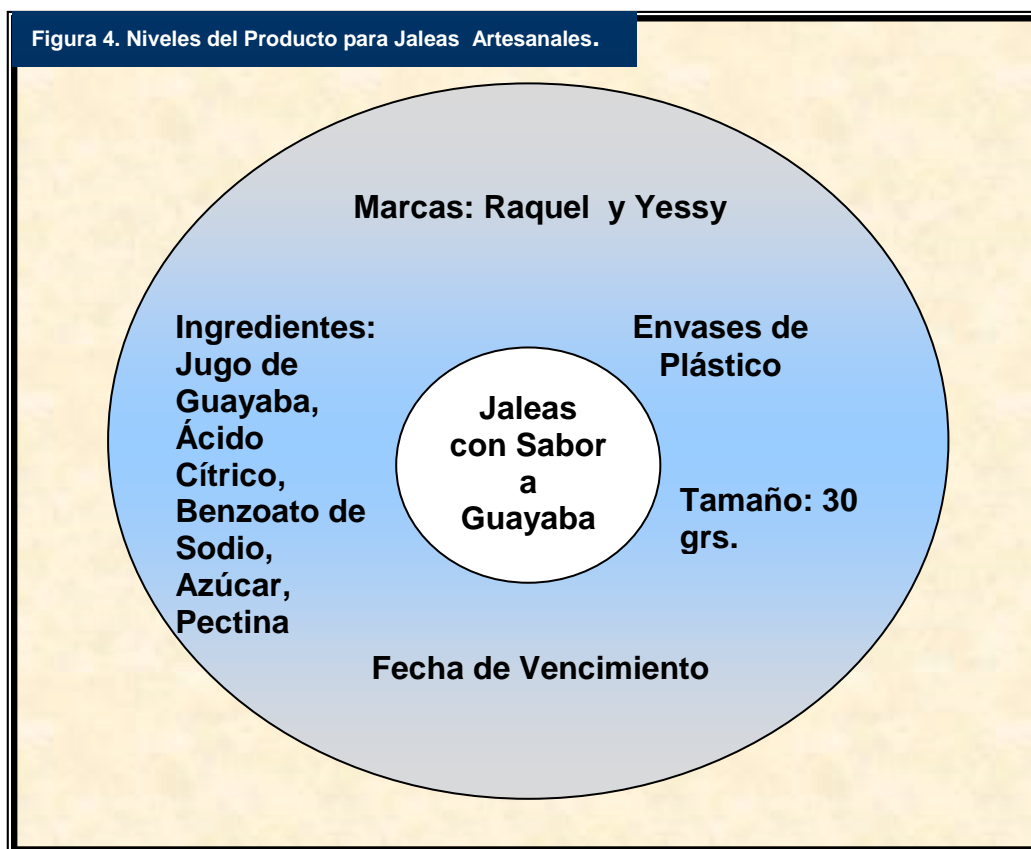 Figura 4. Niveles del Producto para Jaleas Artesanales.
Marcas: Raquel y Yessy
Ingredientes:
Jugo de
Guayaba,
Ácido
Cítrico,
Benzoato de
Sodio,
Azúcar,
Pectina
Envases de
Plástico
Jaleas
con Sabor
a
Guayaba
Tamaño: 30
grs.
Fecha de Vencimiento